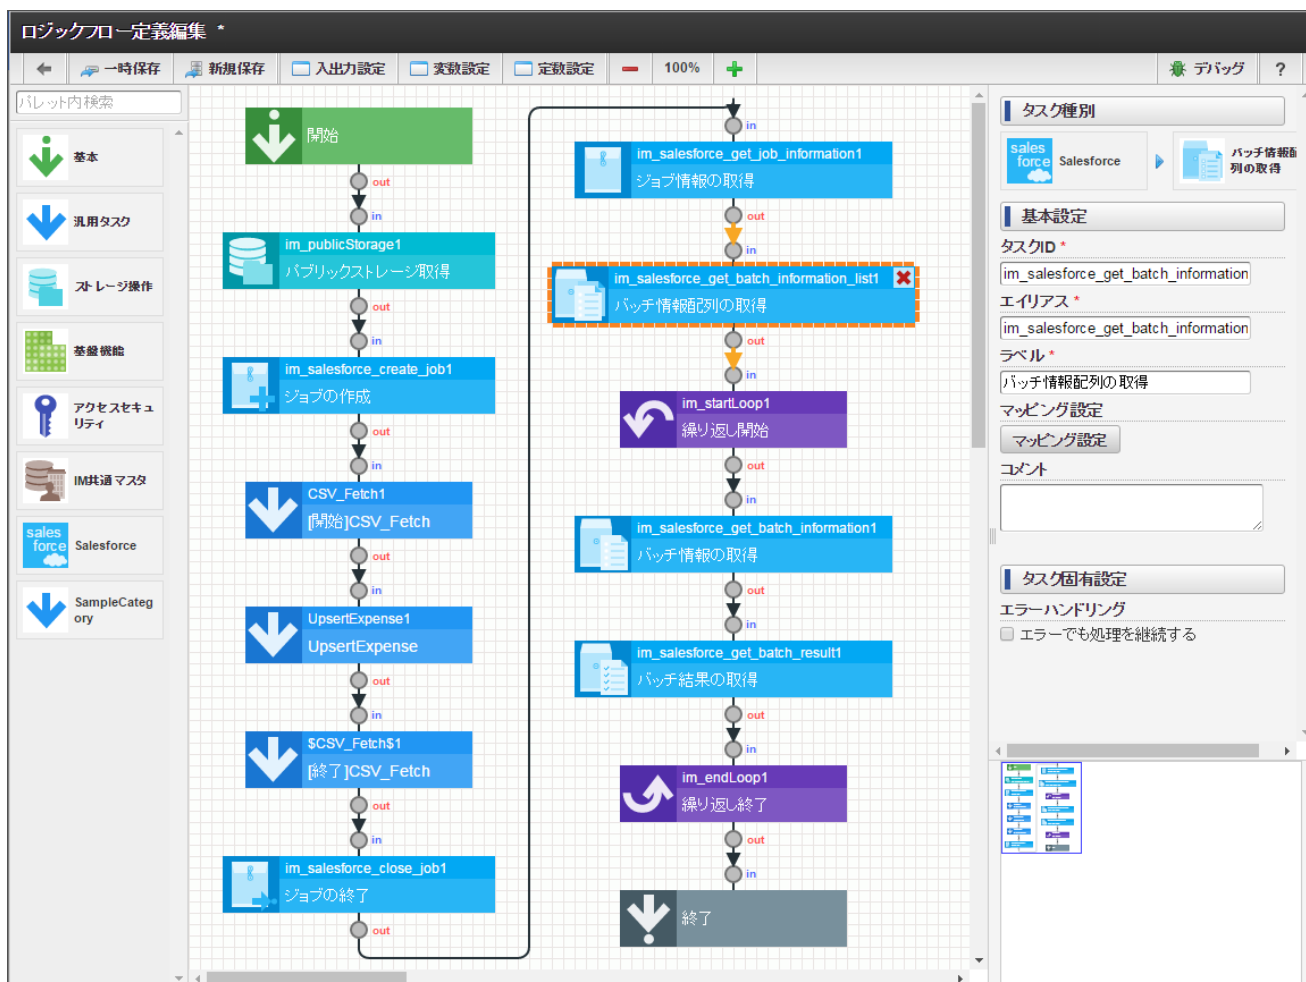 ロジックフロー定義編集 *
一時保存
新規保存
入出力設定
変数設定
定数設定
100%
デバッグ
?
パレット内検索
基本
汎用タスク
ストレージ操作
基盤機能
アクセスセキュ
リティ
IM共通マスタ
sales
force
Salesforce
SampleCateg
ory
開始
out
in
im_publicStorage1
パブリックストレージ取得
out
in
im_salesforce_create_job1
ジョブの作成
out
in
CSV_Fetch1
[開始]CSV_Fetch
out
in
UpsertExpense1
UpsertExpense
out
in
$CSV_Fetch$1
[終了]CSV_Fetch
out
in
im_salesforce_close_job1
ジョブの終了
out
in
im_salesforce_get_job_information1
ジョブ情報の取得
out
in
im_salesforce_get_batch_information_list1
バッチ情報配列の取得
out
in
im_startLoop1
繰り返し開始
out
in
im_salesforce_get_batch_information1
バッチ情報の取得
out
in
im_salesforce_get_batch_result1
バッチ結果の取得
out
in
im_endLoop1
繰り返し終了
out
in
終了
タスク種別
sales
force
Salesforce
バッチ情報配
列の取得
基本設定
タスクID *
im_salesforce_get_batch_information
エイリアス *
im_salesforce_get_batch_information
ラベル *
バッチ情報配列の取得
マッピング設定
マッピング設定
コメント
タスク固有設定
エラーハンドリング
エラーでも処理を継続する